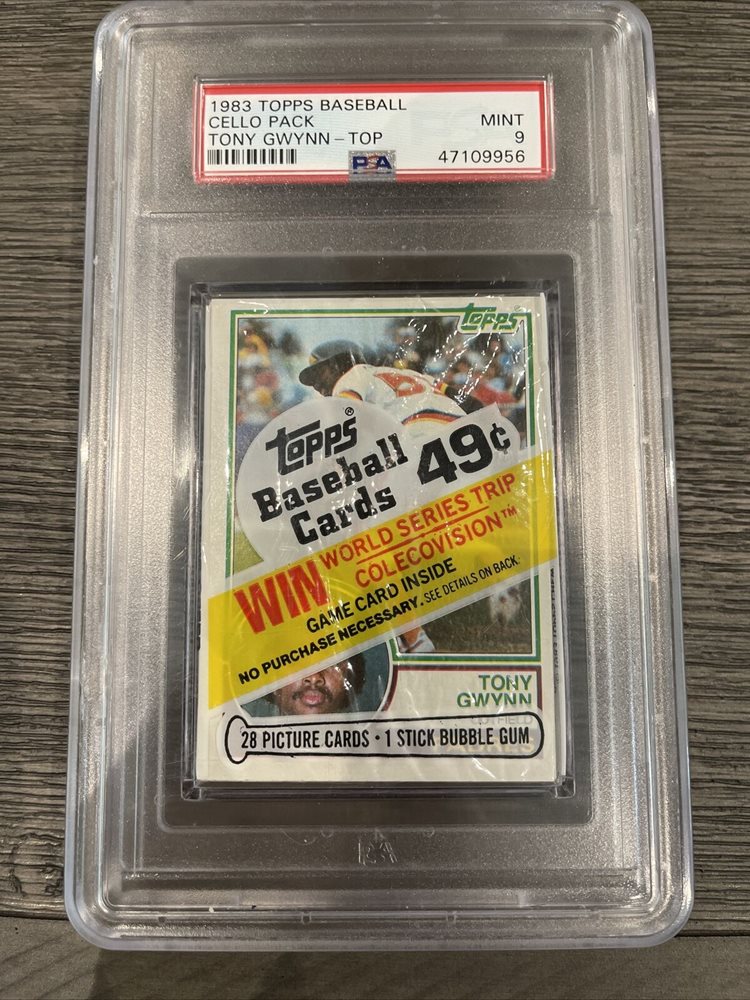 1983 TOPPS BASEBALL
CELLO PACK MINT
TONY GWYNN-TOP 9
PSA 47109956
Topps
Topps®
Baseball
Cards 49¢
WIN WORLD SERIES TRIP
COLECOVISION™
GAME CARD INSIDE
NO PURCHASE NECESSARY. SEE DETAILS ON BACK.
TONY
GWYNN
OUTFIELD
28 PICTURE CARDS • 1 STICK BUBBLE GUM